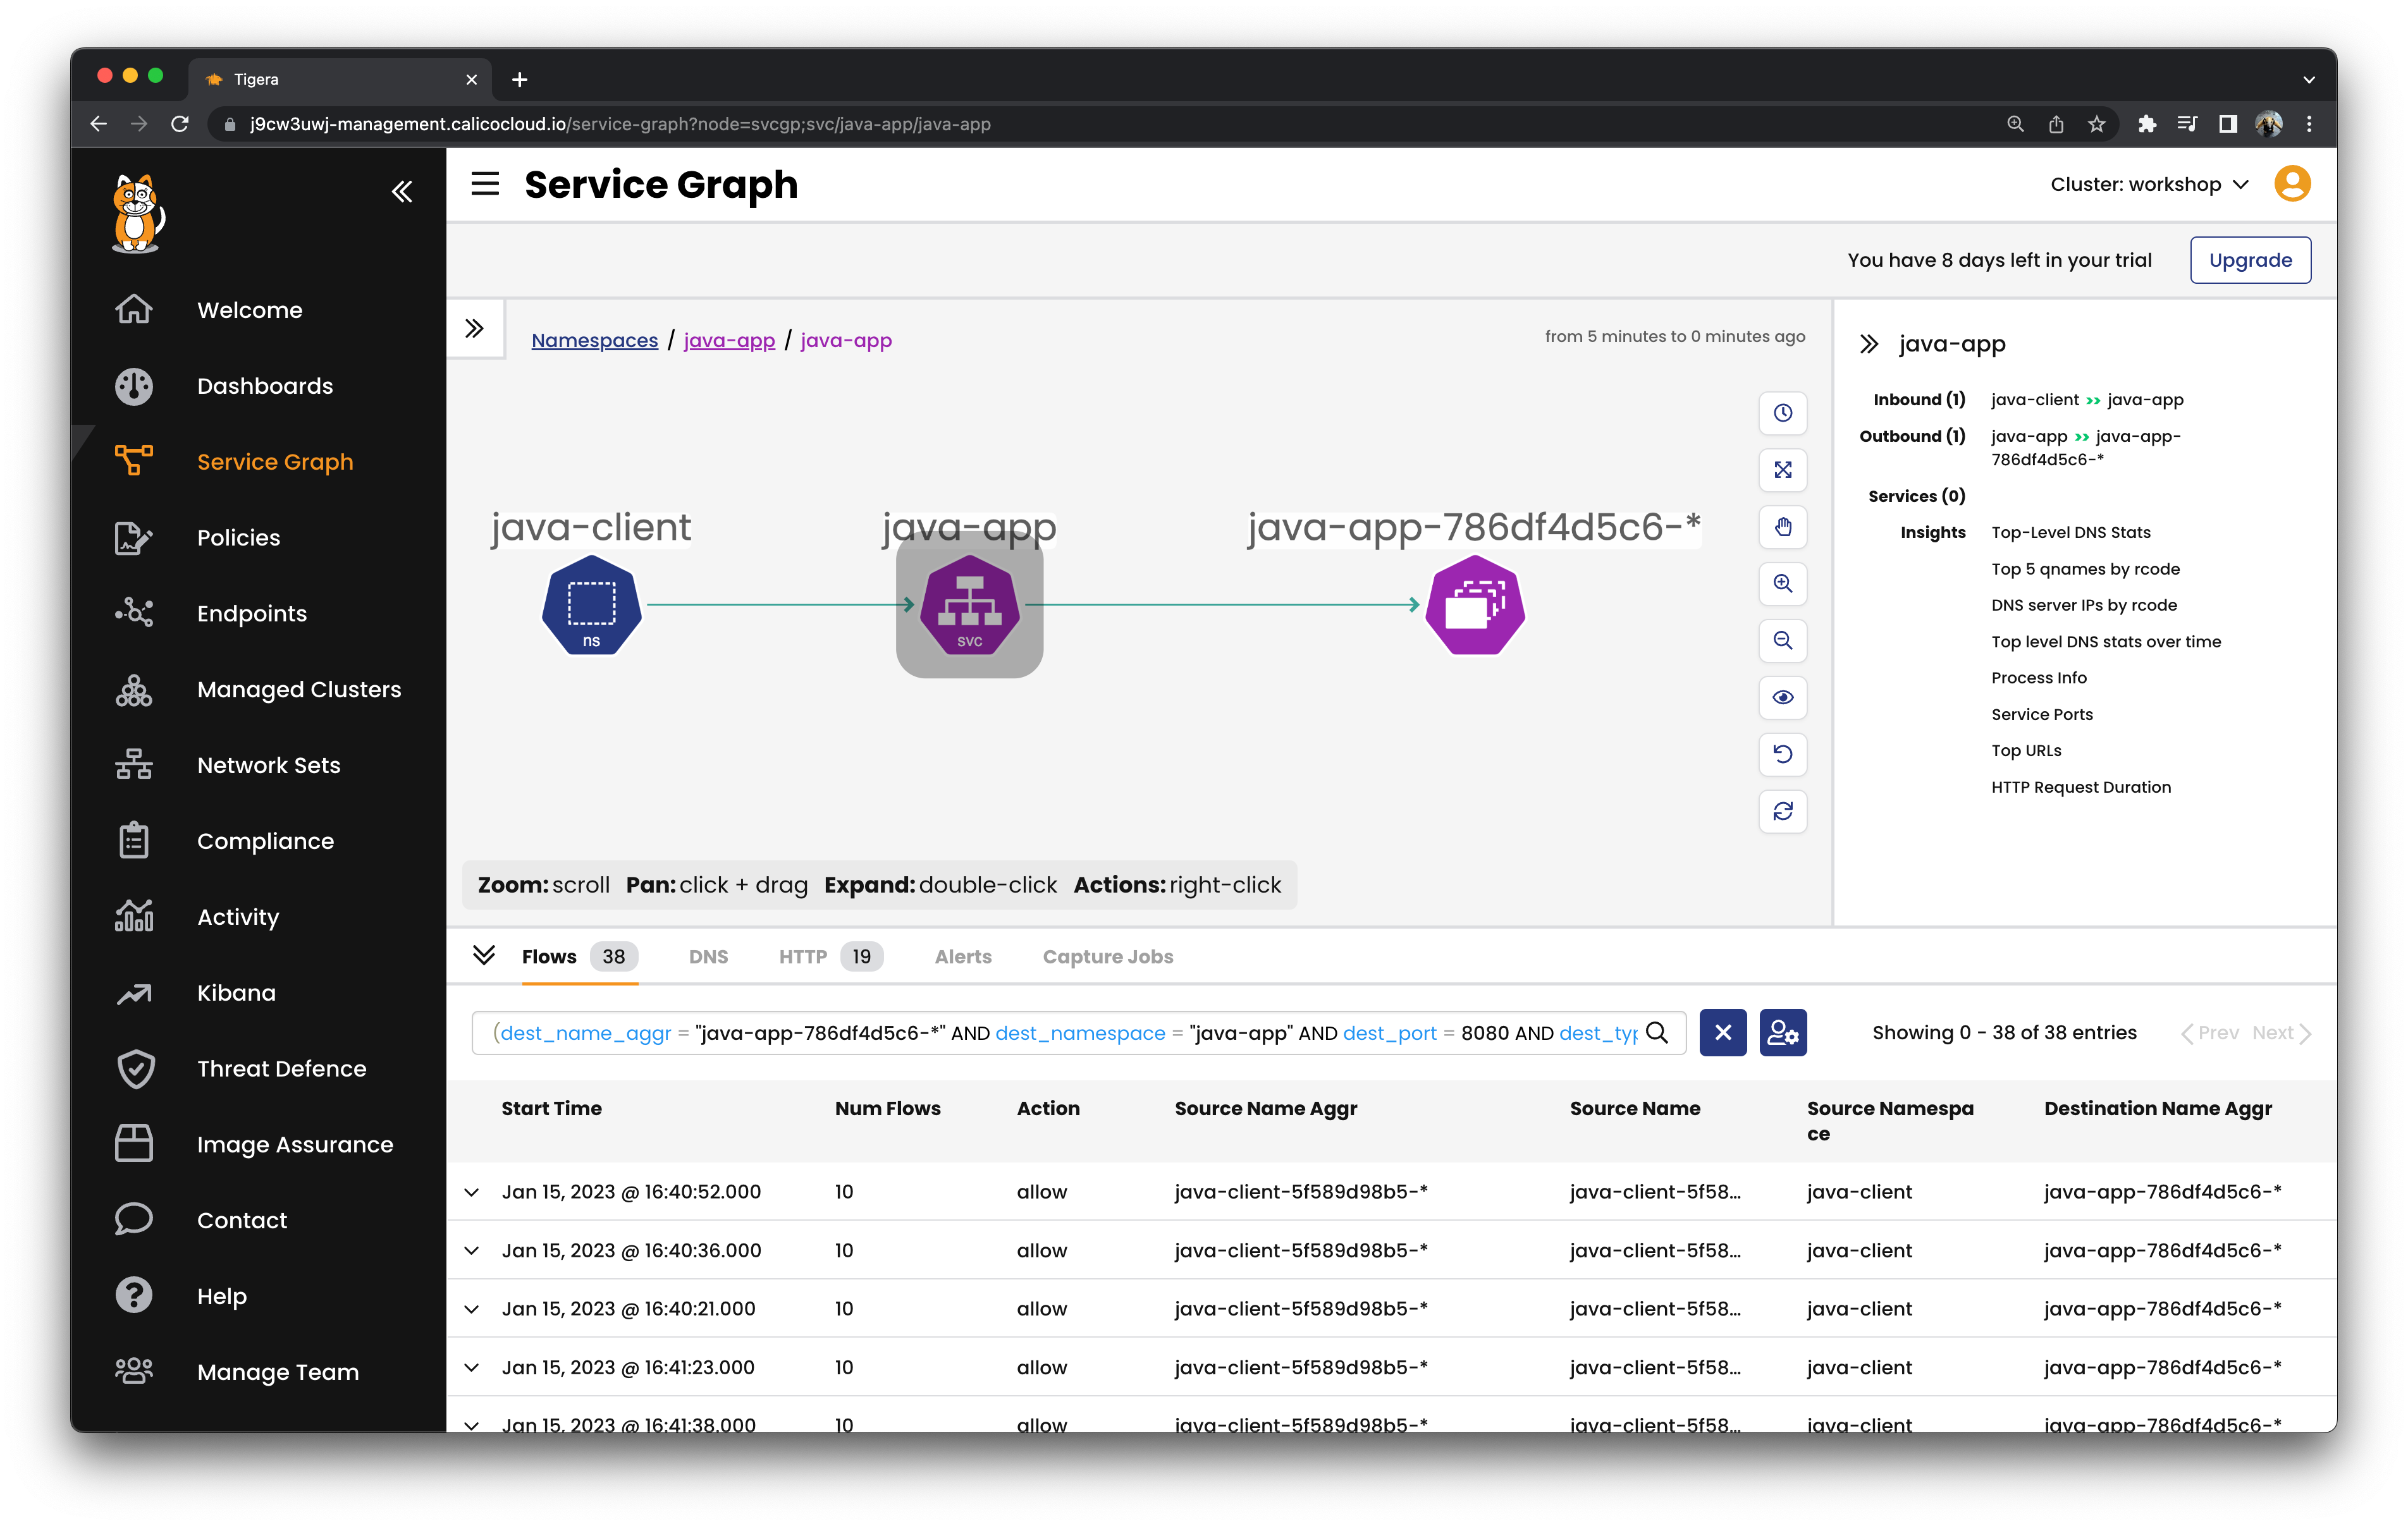 Tigera
j9cw3uwj-management.calicocloud.io/service-graph?node=svcgp;svc/java-app/java-app
Service Graph
Cluster: workshop
You have 8 days left in your trial
Upgrade
Welcome
Dashboards
Service Graph
Policies
Endpoints
Managed Clusters
Network Sets
Compliance
Activity
Kibana
Threat Defence
Image Assurance
Contact
Help
Manage Team
Namespaces / java-app / java-app
from 5 minutes to 0 minutes ago
java-client
java-app
java-app-786df4d5c6-*
ns
svc
Zoom: scroll Pan: click + drag Expand: double-click Actions: right-click
java-app
Inbound (1) java-client >> java-app
Outbound (1) java-app >> java-app-
786df4d5c6-*
Services (0)
Insights Top-Level DNS Stats
Top 5 qnames by rcode
DNS server IPs by rcode
Top level DNS stats over time
Process Info
Service Ports
Top URLs
HTTP Request Duration
Flows 38 DNS HTTP 19 Alerts Capture Jobs
(dest_name_aggr = "java-app-786df4d5c6-*" AND dest_namespace = "java-app" AND dest_port = 8080 AND dest_typ
Showing 0 - 38 of 38 entries
Prev Next
Start Time Num Flows Action Source Name Aggr Source Name Source Namespa Destination Name Aggr
ce
Jan 15, 2023 @ 16:40:52.000 10 allow java-client-5f589d98b5-* java-client-5f58... java-client java-app-786df4d5c6-*
Jan 15, 2023 @ 16:40:36.000 10 allow java-client-5f589d98b5-* java-client-5f58... java-client java-app-786df4d5c6-*
Jan 15, 2023 @ 16:40:21.000 10 allow java-client-5f589d98b5-* java-client-5f58... java-client java-app-786df4d5c6-*
Jan 15, 2023 @ 16:41:23.000 10 allow java-client-5f589d98b5-* java-client-5f58... java-client java-app-786df4d5c6-*
Jan 15, 2023 @ 16:41:38.000 10 allow java-client-5f589d98b5-* java-client-5f58... java-client java-app-786df4d5c6-*